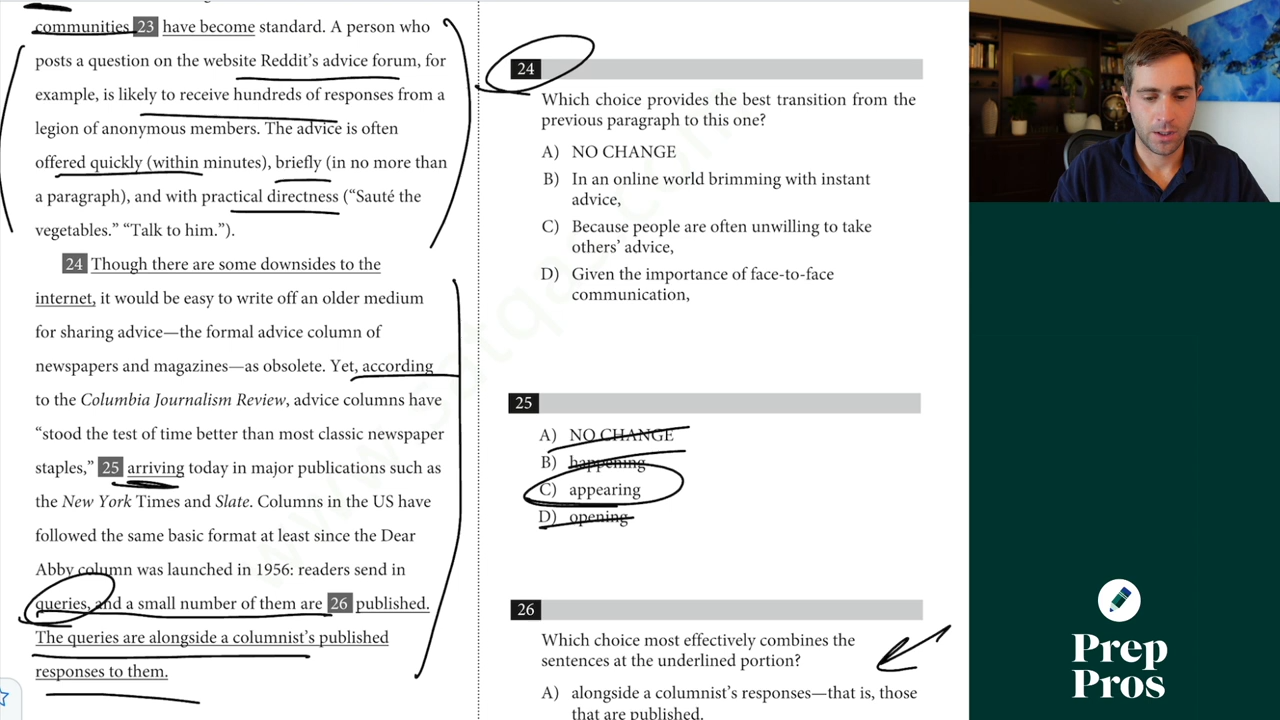 communities. 23 have become standard. A person who
posts a question on the website Reddit's advice forum, for
example, is likely to receive hundreds of responses from a
legion of anonymous members. The advice is often
offered quickly (within minutes), briefly (in no more than
a paragraph), and with practical directness (“Sauté the
vegetables.” “Talk to him.”).
24 Though there are some downsides to the
internet, it would be easy to write off an older medium
for sharing advice—the formal advice column of
newspapers and magazines—as obsolete. Yet, according
to the Columbia Journalism Review, advice columns have
“stood the test of time better than most classic newspaper
staples,” 25 arriving today in major publications such as
the New York Times and Slate. Columns in the US have
followed the same basic format at least since the Dear
Abby column was launched in 1956: readers send in
queries, and a small number of them are 26 published.
The queries are alongside a columnist's published
responses to them.
24
Which choice provides the best transition from the
previous paragraph to this one?
A) NO CHANGE
B) In an online world brimming with instant
advice,
C) Because people are often unwilling to take
others' advice,
D) Given the importance of face-to-face
communication,
25
A) NO CHANGE
B) happening
C) appearing
D) opening
26
Which choice most effectively combines the
sentences at the underlined portion?
A) alongside a columnist's responses—that is, those
that are published.
Prep
Pros